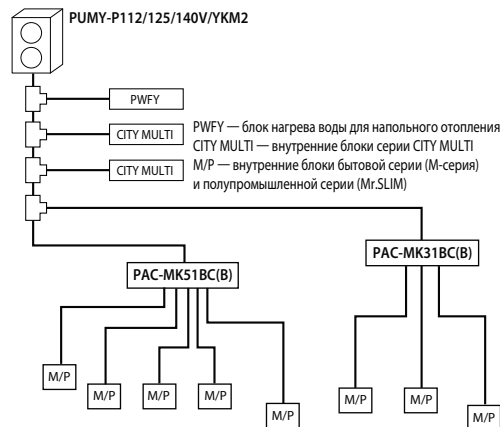 PUMY-P112/125/140V/YKM2
PWFY
CITY MULTI
CITY MULTI
PWFY — блок нагрева воды для напольного отопления
CITY MULTI — внутренние блоки серии CITY MULTI
M/P — внутренние блоки бытовой серии (М-серия)
и полупромышленной серии (Mr.SLIM)
PAC-MK51BC(B)
PAC-MK31BC(B)
M/P
M/P
M/P
M/P
M/P
M/P
M/P
M/P